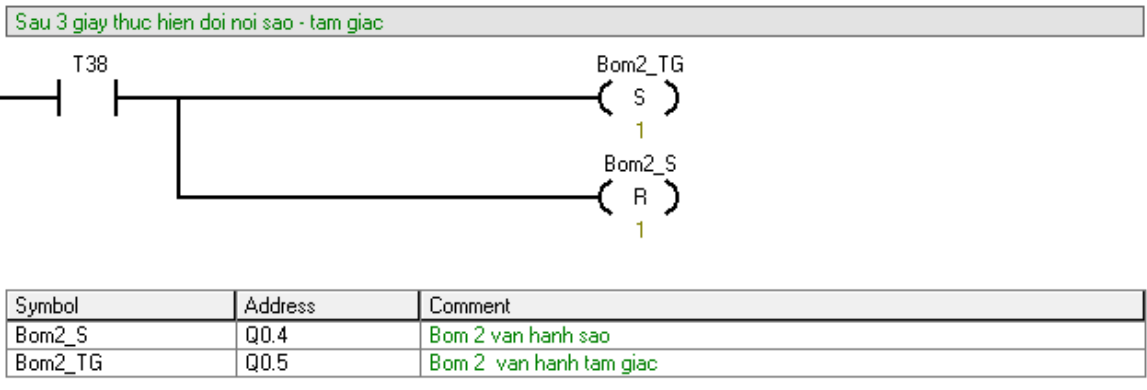 Sau 3 giay thuc hien doi noi sao - tam giac
T38 Bom2_TG
S
1
Bom2_S
R
1
Symbol Address Comment
Bom2_S Q0.4 Bom 2 van hanh sao
Bom2_TG Q0.5 Bom 2 van hanh tam giac